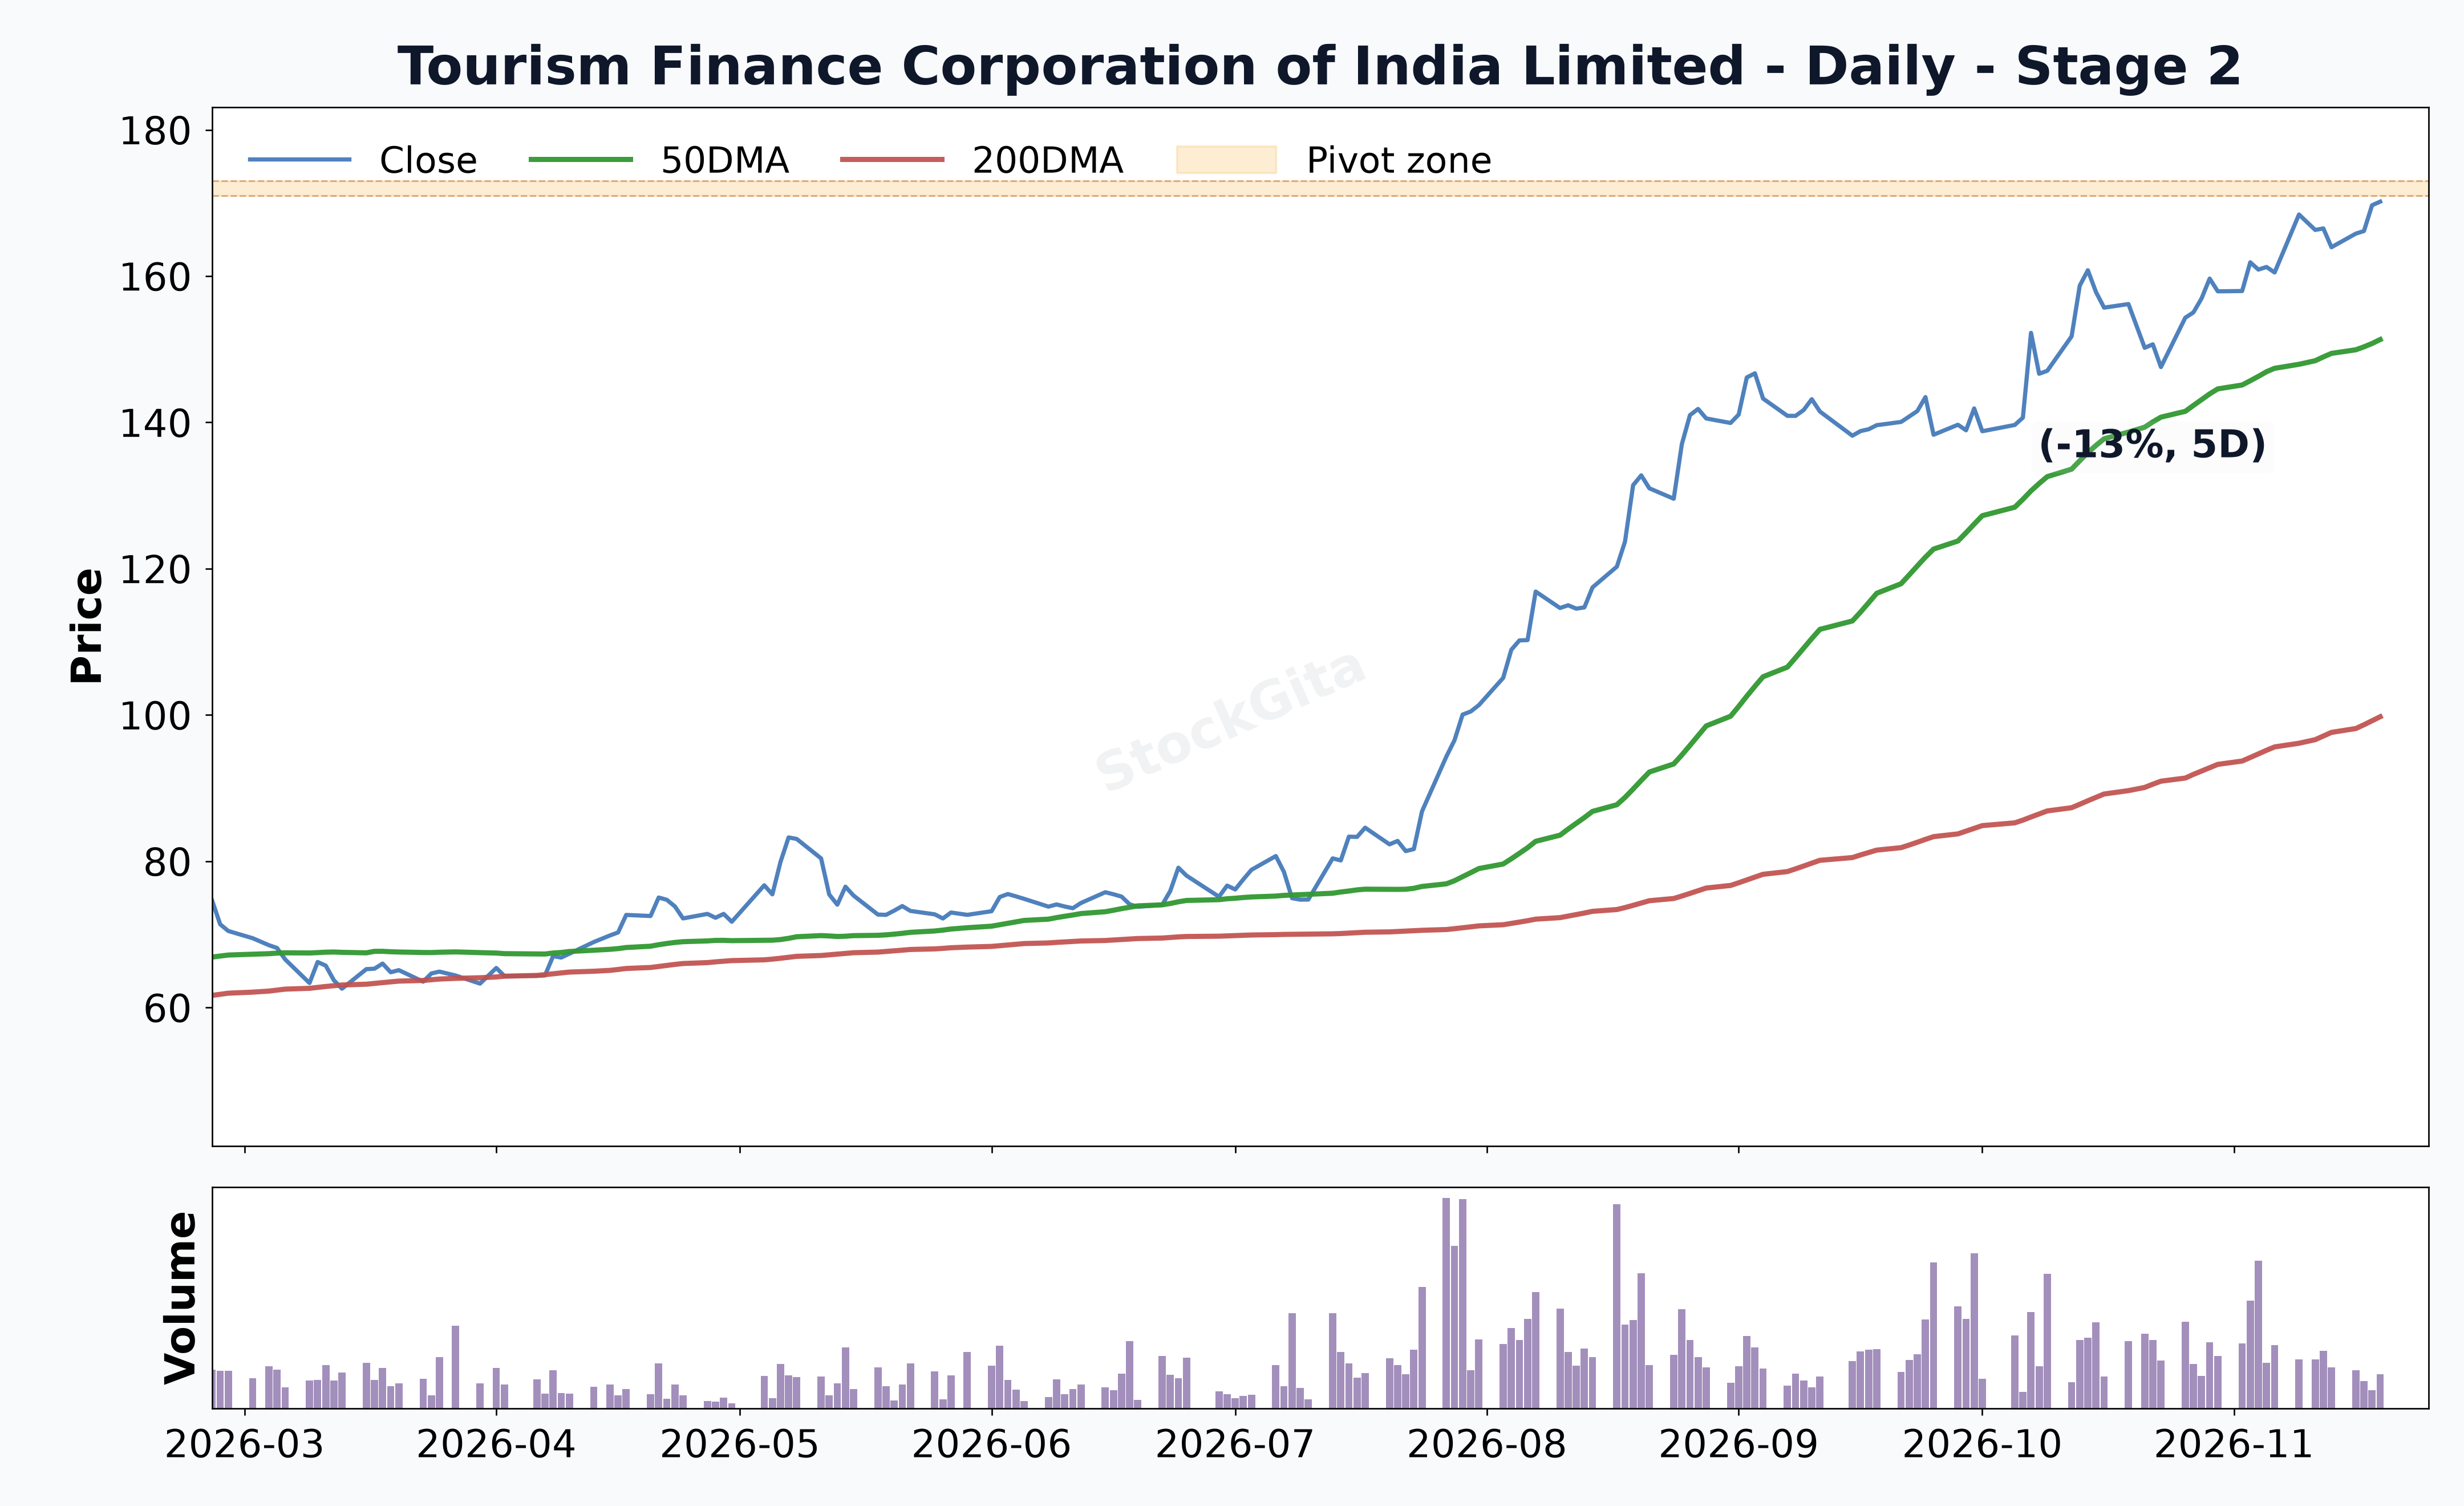 Tourism Finance Corporation of India Limited - Daily - Stage 2
Close 50DMA 200DMA Pivot zone
180
160
140
120
100
80
60
Price
(-13%, 5D)
StockGita
Volume
2026-03 2026-04 2026-05 2026-06 2026-07 2026-08 2026-09 2026-10 2026-11